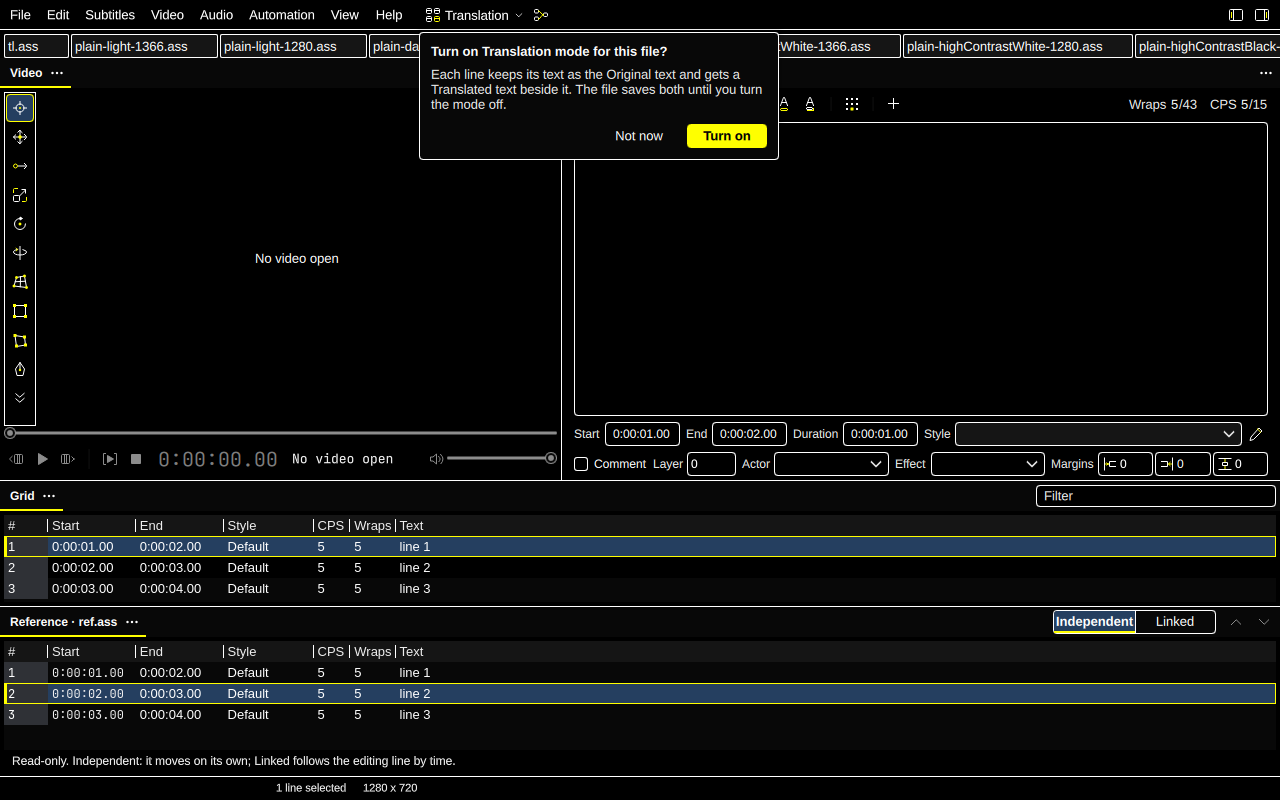 File Edit Subtitles Video Audio Automation View Help Translation
tl.ass plain-light-1366.ass plain-light-1280.ass plain-da White-1366.ass plain-highContrastWhite-1280.ass plain-highContrastBlack-
Turn on Translation mode for this file?
Each line keeps its text as the Original text and gets a
Translated text beside it. The file saves both until you turn
the mode off.
Not now Turn on
Video
Wraps 5/43 CPS 5/15
No video open
Start 0:00:01.00 End 0:00:02.00 Duration 0:00:01.00 Style
0:00:00.00 No video open
Comment Layer 0 Actor Effect Margins 0 0 0
Grid
Filter
# Start End Style CPS Wraps Text
1 0:00:01.00 0:00:02.00 Default 5 5 line 1
2 0:00:02.00 0:00:03.00 Default 5 5 line 2
3 0:00:03.00 0:00:04.00 Default 5 5 line 3
Reference · ref.ass
Independent Linked
# Start End Style CPS Wraps Text
1 0:00:01.00 0:00:02.00 Default 5 5 line 1
2 0:00:02.00 0:00:03.00 Default 5 5 line 2
3 0:00:03.00 0:00:04.00 Default 5 5 line 3
Read-only. Independent: it moves on its own; Linked follows the editing line by time.
1 line selected 1280 x 720